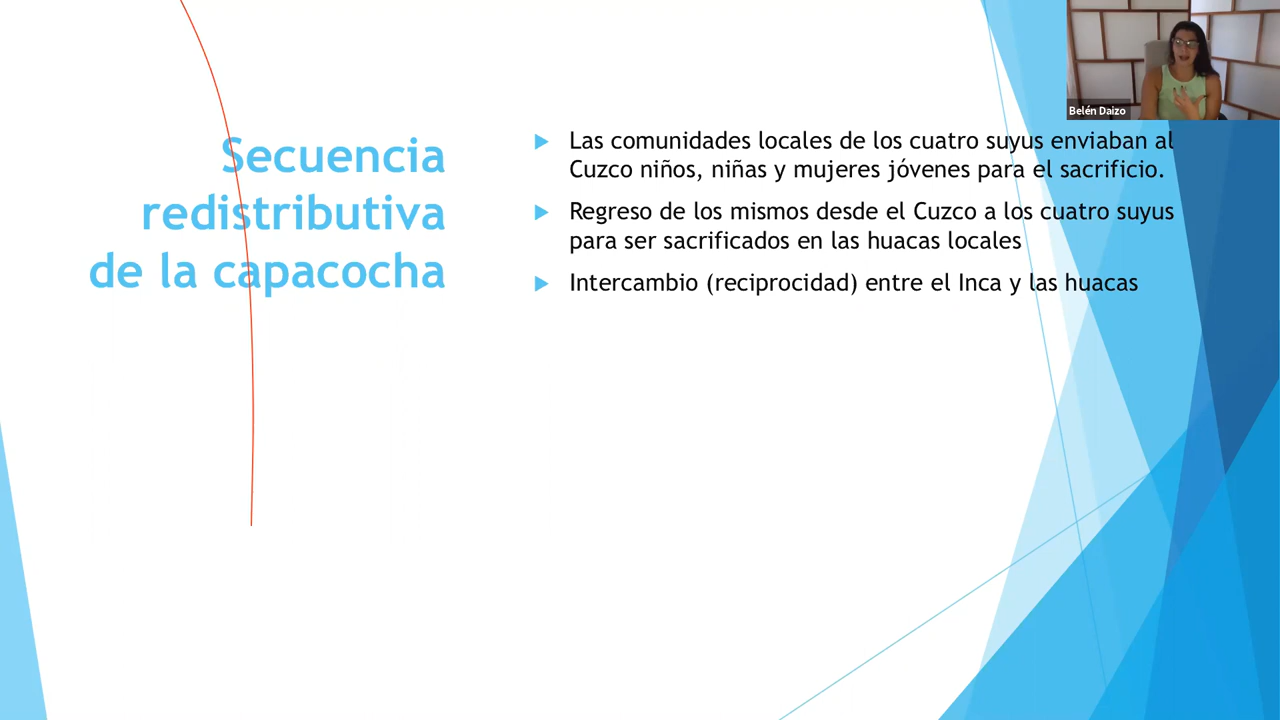 Secuencia
redistributiva
de la capacocha
Las comunidades locales de los cuatro suyus enviaban al
Cuzco niños, niñas y mujeres jóvenes para el sacrificio.
Regreso de los mismos desde el Cuzco a los cuatro suyus
para ser sacrificados en las huacas locales
Intercambio (reciprocidad) entre el Inca y las huacas
Belén Daizo